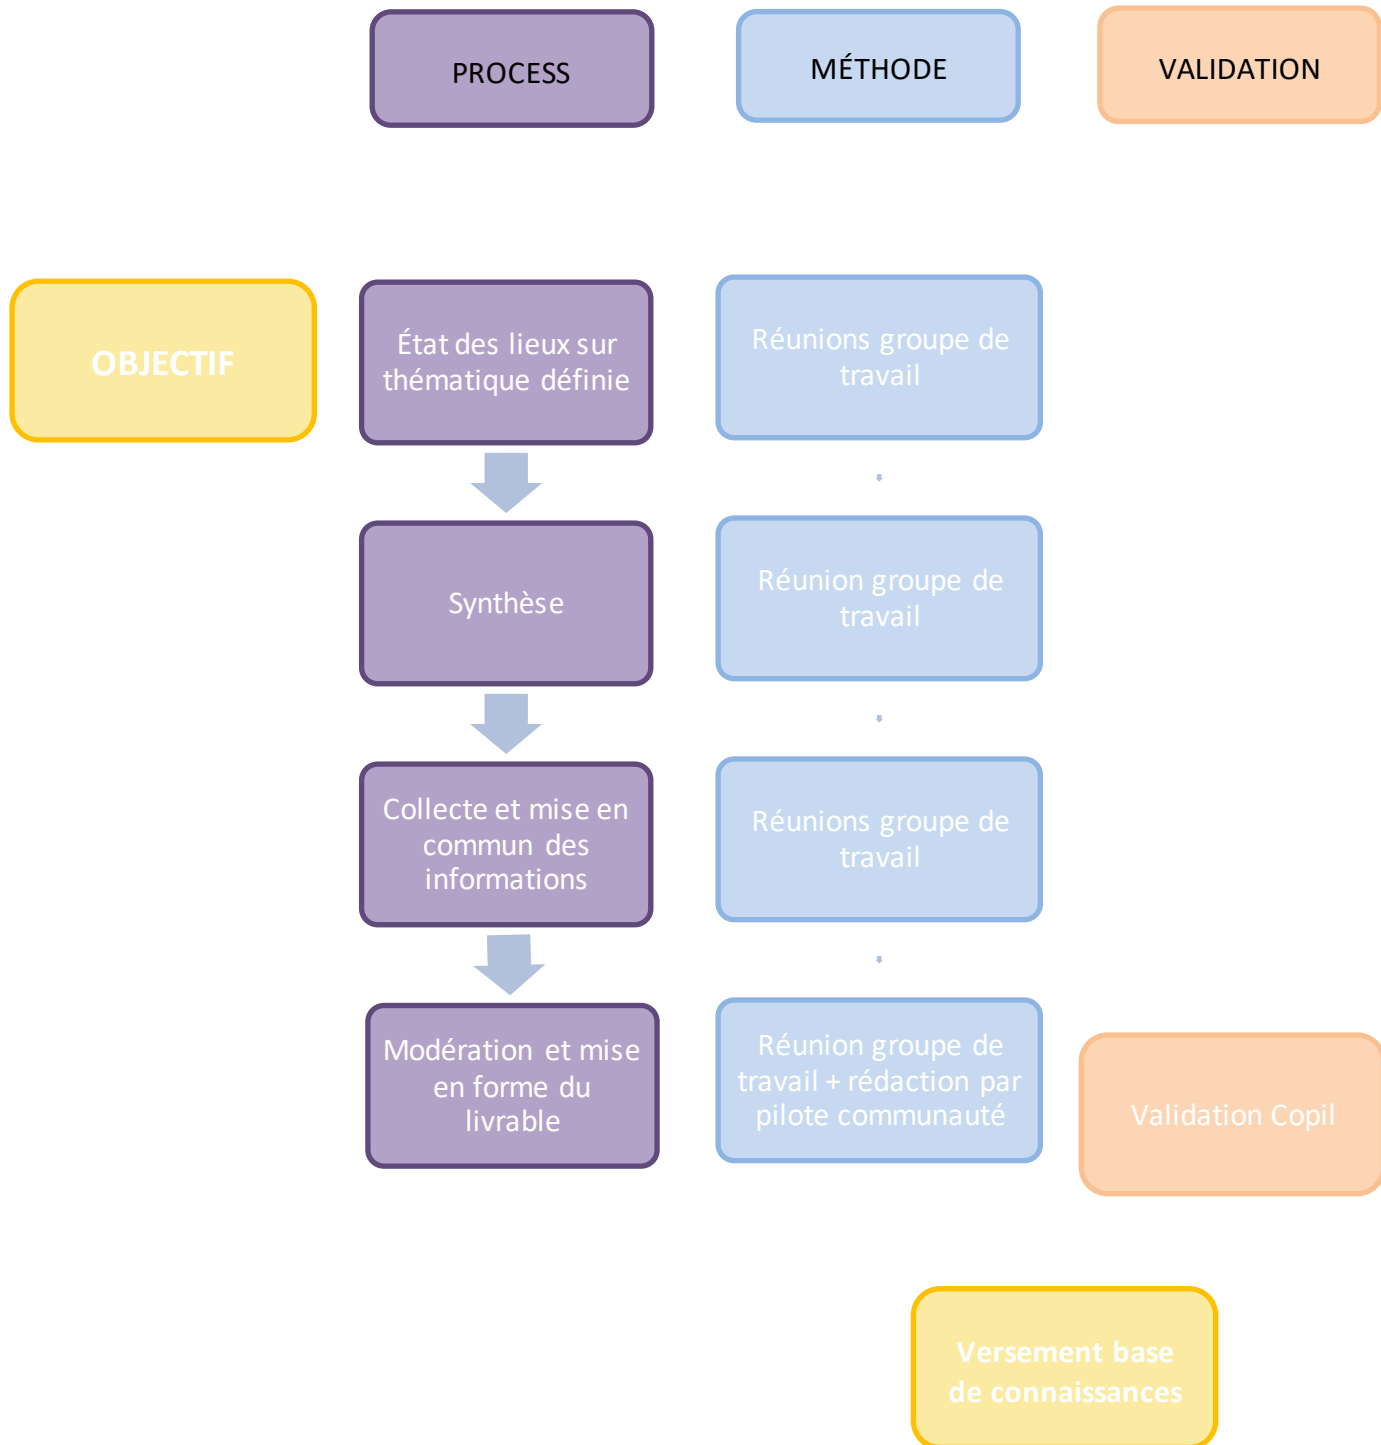 PROCESS
MÉTHODE
VALIDATION
OBJECTIF
État des lieux sur
thématique définie
Réunions groupe de
travail
Synthèse
Réunion groupe de
travail
Collecte et mise en
commun des
informations
Réunions groupe de
travail
Modération et mise
en forme du
livrable
Réunion groupe de
travail + rédaction par
pilote communauté
Validation Copil
Versement base
de connaissances